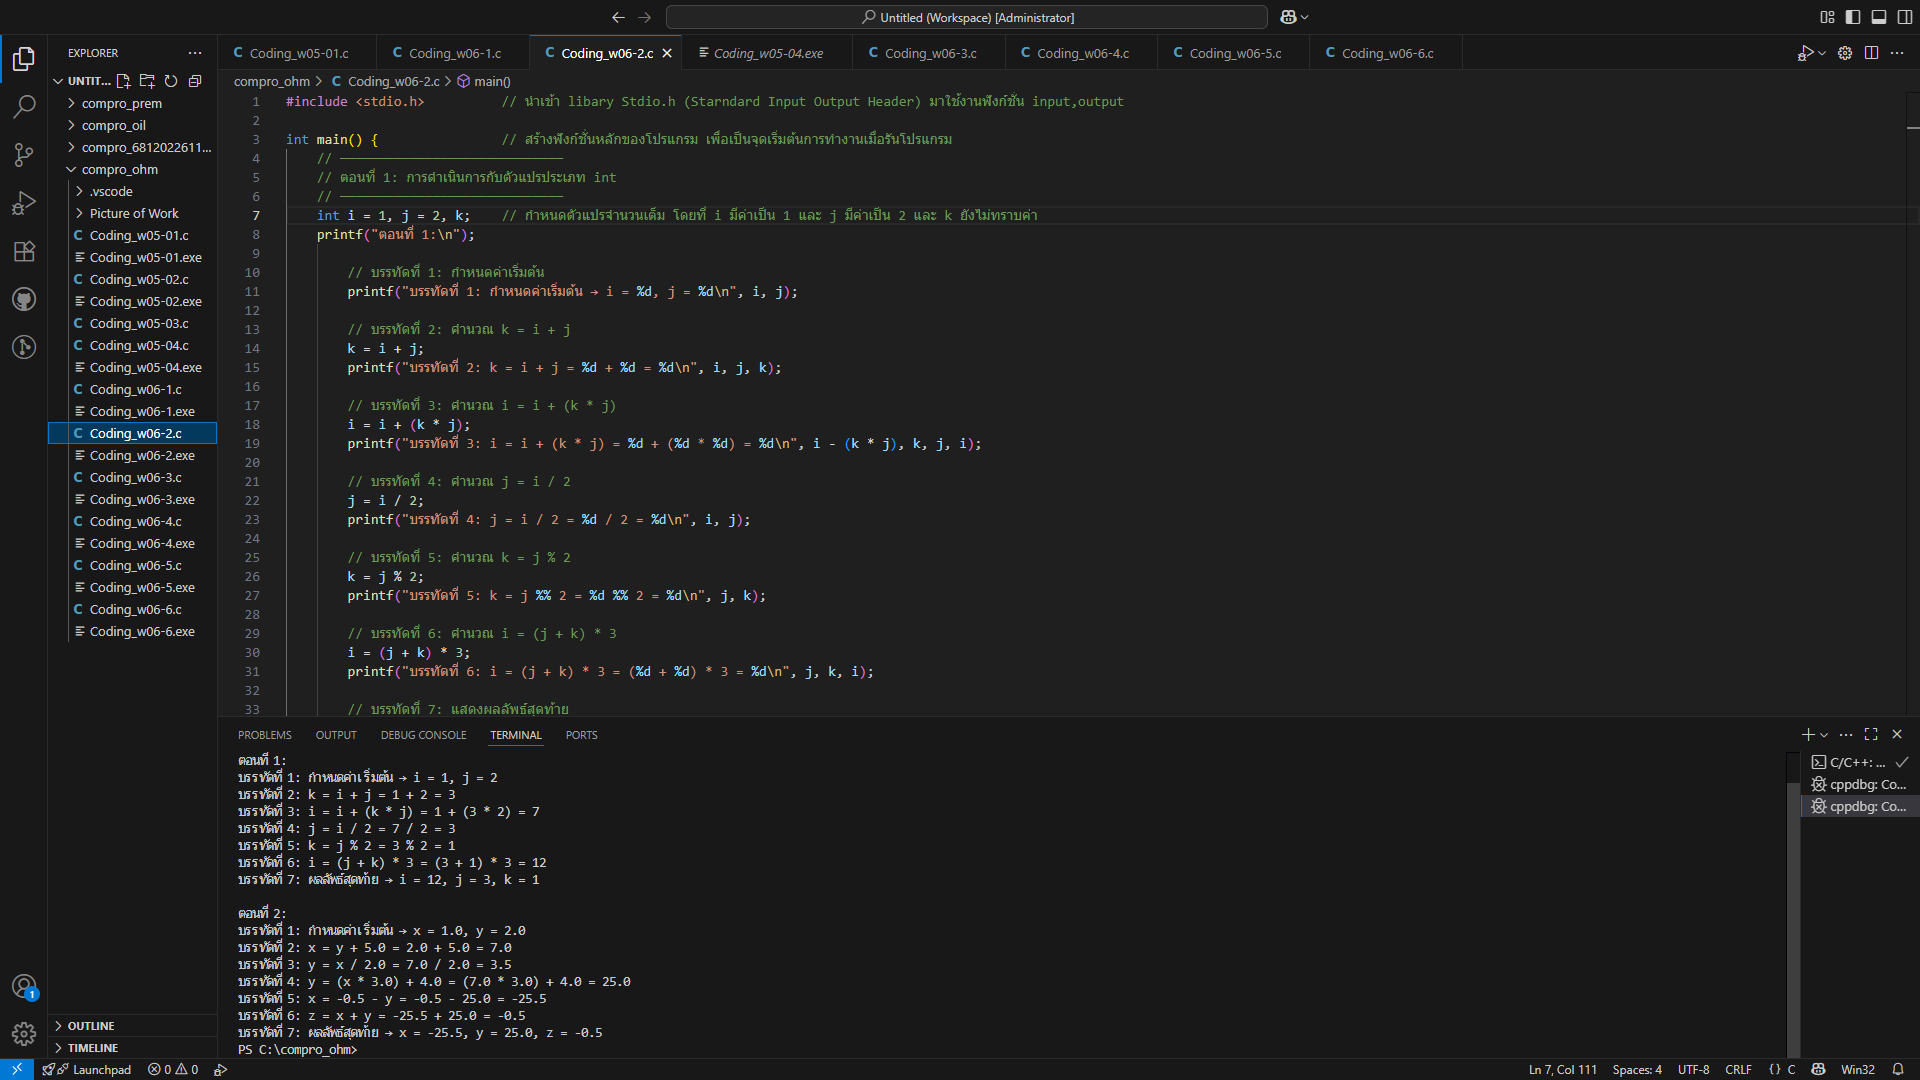 Untitled (Workspace) [Administrator]
EXPLORER
UNTIT...
compro_prem
compro_oil
compro_6812022611...
compro_ohm
.vscode
Picture of Work
Coding_w05-01.c
Coding_w05-01.exe
Coding_w05-02.c
Coding_w05-02.exe
Coding_w05-03.c
Coding_w05-04.c
Coding_w05-04.exe
Coding_w06-1.c
Coding_w06-1.exe
Coding_w06-2.c
Coding_w06-2.exe
Coding_w06-3.c
Coding_w06-3.exe
Coding_w06-4.c
Coding_w06-4.exe
Coding_w06-5.c
Coding_w06-5.exe
Coding_w06-6.c
Coding_w06-6.exe
OUTLINE
TIMELINE
Coding_w05-01.c Coding_w06-1.c Coding_w06-2.c Coding_w05-04.exe Coding_w06-3.c Coding_w06-4.c Coding_w06-5.c Coding_w06-6.c
compro_ohm > Coding_w06-2.c > main()
1 #include <stdio.h> // นำเข้า libary Stdio.h (Starndard Input Output Header) มาใช้งานฟังก์ชั่น input,output
2
3 int main() { // สร้างฟังก์ชั่นหลักของโปรแกรม เพื่อเป็นจุดเริ่มต้นการทำงานเมื่อรันโปรแกรม
4 // ─────────────────────────────
5 // ตอนที่ 1: การดำเนินการกับตัวแปรประเภท int
6 // ─────────────────────────────
7 int i = 1, j = 2, k; // กำหนดตัวแปรจำนวนเต็ม โดยที่ i มีค่าเป็น 1 และ j มีค่าเป็น 2 และ k ยังไม่ทราบค่า
8 printf("ตอนที่ 1:\n");
9
10 // บรรทัดที่ 1: กำหนดค่าเริ่มต้น
11 printf("บรรทัดที่ 1: กำหนดค่าเริ่มต้น → i = %d, j = %d\n", i, j);
12
13 // บรรทัดที่ 2: คำนวณ k = i + j
14 k = i + j;
15 printf("บรรทัดที่ 2: k = i + j = %d + %d = %d\n", i, j, k);
16
17 // บรรทัดที่ 3: คำนวณ i = i + (k * j)
18 i = i + (k * j);
19 printf("บรรทัดที่ 3: i = i + (k * j) = %d + (%d * %d) = %d\n", i - (k * j), k, j, i);
20
21 // บรรทัดที่ 4: คำนวณ j = i / 2
22 j = i / 2;
23 printf("บรรทัดที่ 4: j = i / 2 = %d / 2 = %d\n", i, j);
24
25 // บรรทัดที่ 5: คำนวณ k = j % 2
26 k = j % 2;
27 printf("บรรทัดที่ 5: k = j %% 2 = %d %% 2 = %d\n", j, k);
28
29 // บรรทัดที่ 6: คำนวณ i = (j + k) * 3
30 i = (j + k) * 3;
31 printf("บรรทัดที่ 6: i = (j + k) * 3 = (%d + %d) * 3 = %d\n", j, k, i);
32
33 // บรรทัดที่ 7: แสดงผลลัพธ์สุดท้าย
PROBLEMS OUTPUT DEBUG CONSOLE TERMINAL PORTS
ตอนที่ 1:
บรรทัดที่ 1: กำหนดค่าเริ่มต้น → i = 1, j = 2
บรรทัดที่ 2: k = i + j = 1 + 2 = 3
บรรทัดที่ 3: i = i + (k * j) = 1 + (3 * 2) = 7
บรรทัดที่ 4: j = i / 2 = 7 / 2 = 3
บรรทัดที่ 5: k = j % 2 = 3 % 2 = 1
บรรทัดที่ 6: i = (j + k) * 3 = (3 + 1) * 3 = 12
บรรทัดที่ 7: ผลลัพธ์สุดท้าย → i = 12, j = 3, k = 1
ตอนที่ 2:
บรรทัดที่ 1: กำหนดค่าเริ่มต้น → x = 1.0, y = 2.0
บรรทัดที่ 2: x = y + 5.0 = 2.0 + 5.0 = 7.0
บรรทัดที่ 3: y = x / 2.0 = 7.0 / 2.0 = 3.5
บรรทัดที่ 4: y = (x * 3.0) + 4.0 = (7.0 * 3.0) + 4.0 = 25.0
บรรทัดที่ 5: x = -0.5 - y = -0.5 - 25.0 = -25.5
บรรทัดที่ 6: z = x + y = -25.5 + 25.0 = -0.5
บรรทัดที่ 7: ผลลัพธ์สุดท้าย → x = -25.5, y = 25.0, z = -0.5
PS C:\compro_ohm>
C/C++: ...
cppdbg: Co...
cppdbg: Co...
1
Launchpad 0 0 Ln 7, Col 111 Spaces: 4 UTF-8 CRLF {} C Win32